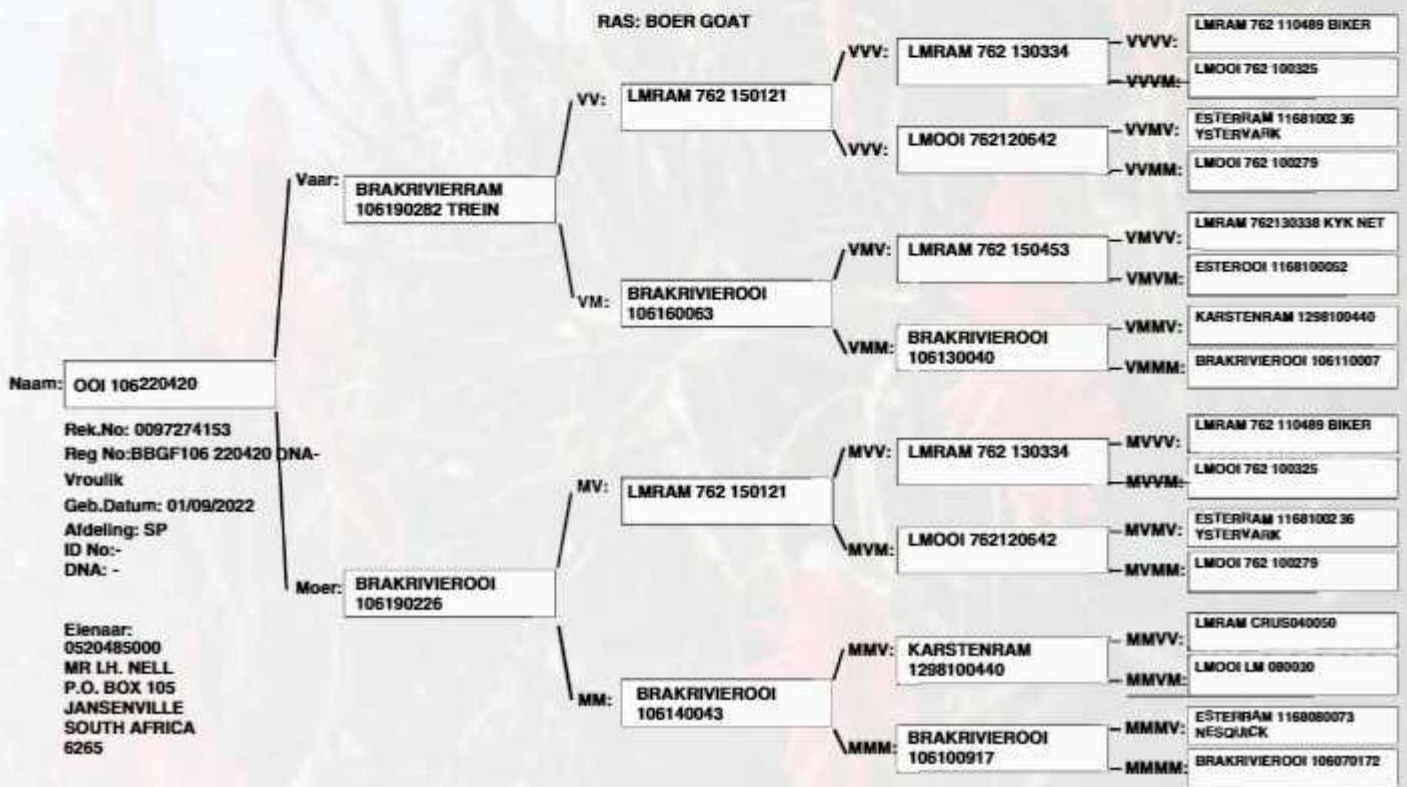 RAS: BOER GOAT
Naam: OOI 106220420
Rek.No: 0097274153
Reg No:BBGF106 220420 DNA-
Vroulik
Geb.Datum: 01/09/2022
Afdeling: SP
ID No:-
DNA: -
Eienaar:
0520485000
MR I.H. NELL
P.O. BOX 105
JANSENVILLE
SOUTH AFRICA
6265
Vaar: BRAKRIVIERRAM
106190282 TREIN
Moer: BRAKRIVIEROOI
106190226
VV: LMRAM 762 150121
VM: BRAKRIVIEROOI
106160063
MV: LMRAM 762 150121
MM: BRAKRIVIEROOI
106140043
VVV: LMRAM 762 130334
VVV: LMOOI 762120642
VMV: LMRAM 762 150453
VMM: BRAKRIVIEROOI
106130040
MVV: LMRAM 762 130334
MVM: LMOOI 762120642
MMV: KARSTENRAM
1298100440
MMM: BRAKRIVIEROOI
106100917
VVVV: LMRAM 762 110489 BIKER
VVVM: LMOOI 762 100325
VVMV: ESTERRAM 11681002 36
YSTERVARK
VVMM: LMOOI 762 100279
VMVV: LMRAM 762130338 KYK NET
VMVM: ESTEROOI 1168100052
VMMV: KARSTENRAM 1298100440
VMMM: BRAKRIVIEROOI 106110007
MVVV: LMRAM 762 110489 BIKER
MVVM: LMOOI 762 100325
MVMV: ESTERRAM 11681002 36
YSTERVARK
MVMM: LMOOI 762 100279
MMVV: LMRAM CRUS040050
MMVM: LMOOI LM 080030
MMMV: ESTERRAM 1168080073
NESQUICK
MMMM: BRAKRIVIEROOI 106070172